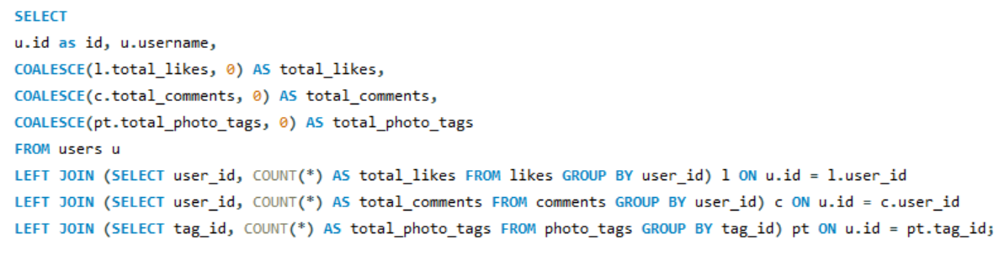 SELECT
u.id as id, u.username,
COALESCE(l.total_likes, 0) AS total_likes,
COALESCE(c.total_comments, 0) AS total_comments,
COALESCE(pt.total_photo_tags, 0) AS total_photo_tags
FROM users u
LEFT JOIN (SELECT user_id, COUNT(*) AS total_likes FROM likes GROUP BY user_id) l ON u.id = l.user_id
LEFT JOIN (SELECT user_id, COUNT(*) AS total_comments FROM comments GROUP BY user_id) c ON u.id = c.user_id
LEFT JOIN (SELECT tag_id, COUNT(*) AS total_photo_tags FROM photo_tags GROUP BY tag_id) pt ON u.id = pt.tag_id;